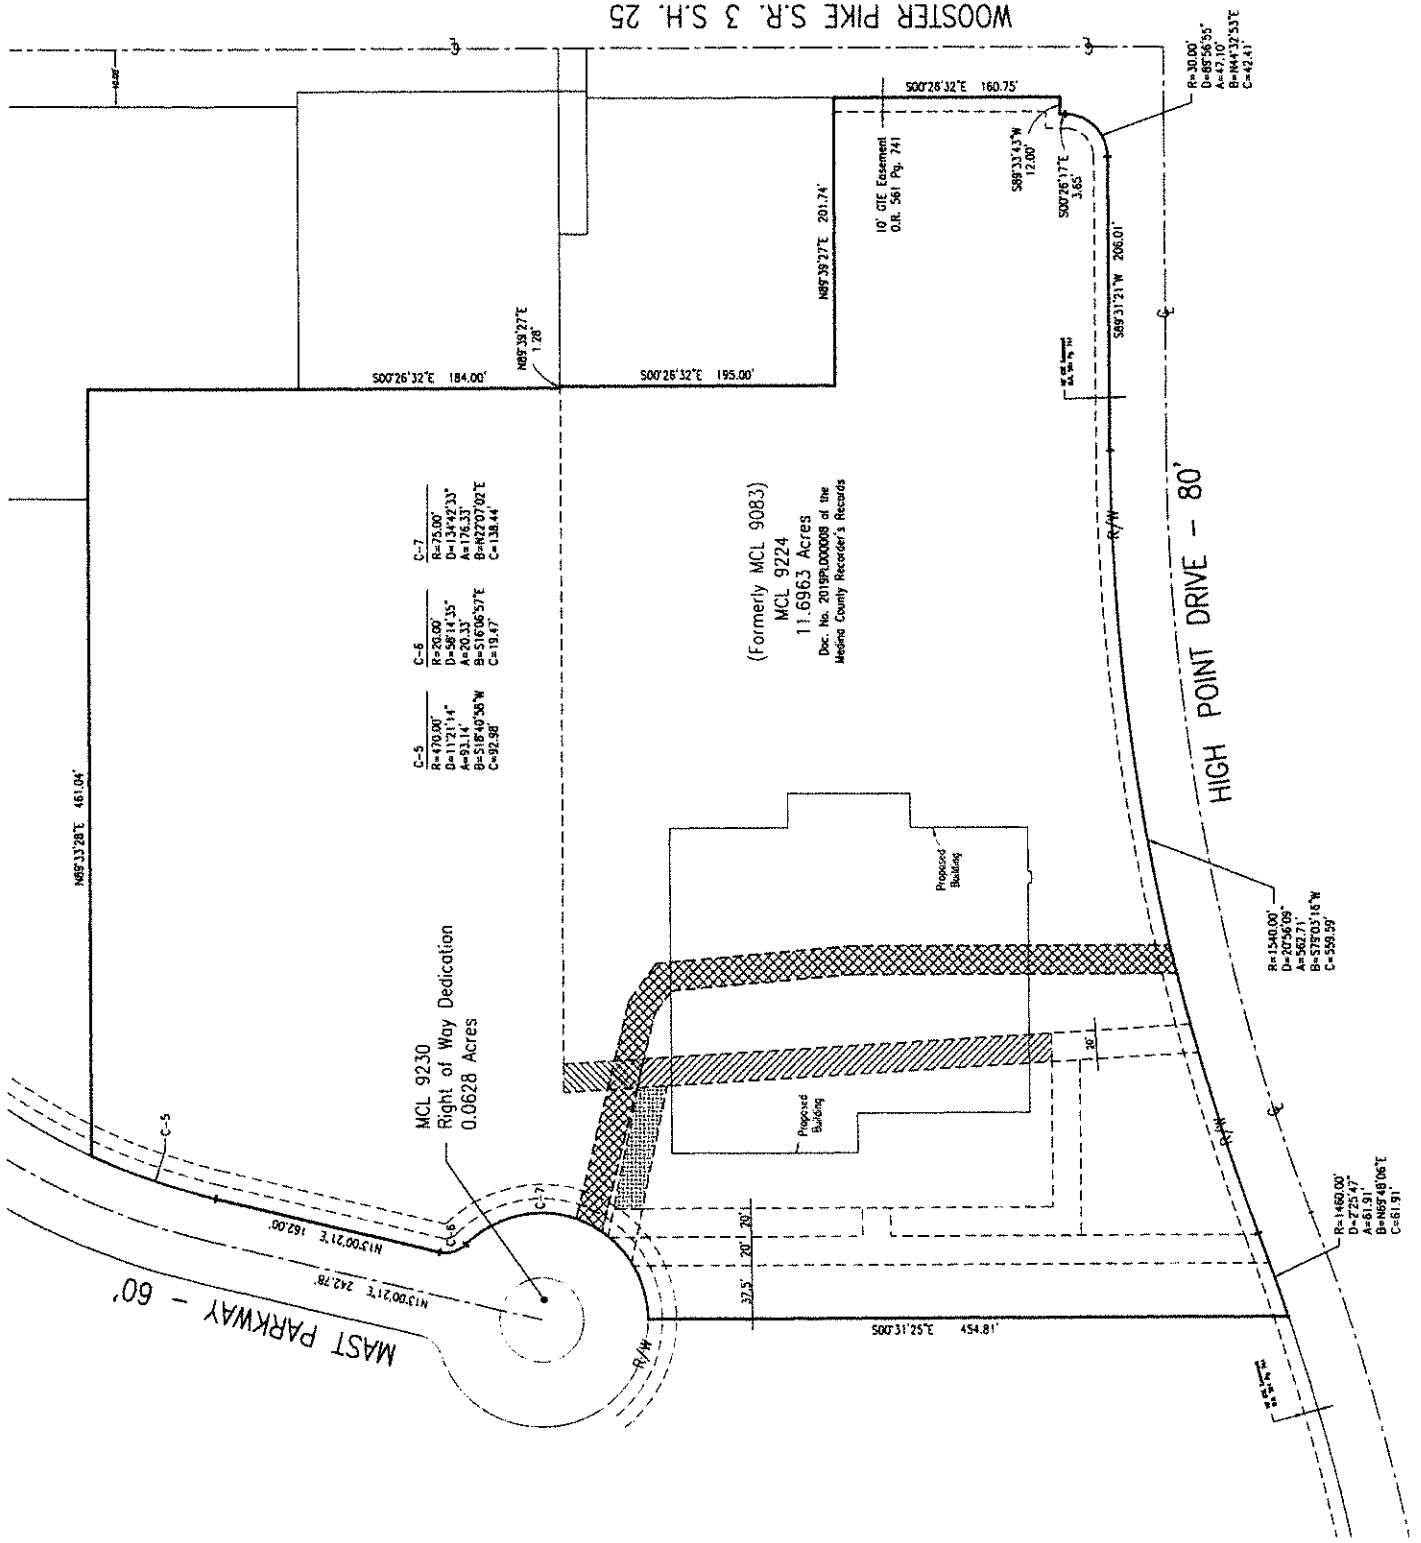 WOOSTER PIKE S.R. 3 S.H. 25
S00°26'32"E 160.75'
R=30.00'
D=89°56'55"
A=47.10'
B=N44°32'53"E
C=42.41'
S89°33'43"W
12.00'
S00°26'17"E
3.65'
10' GTE Easement
O.R. 561 Pg. 741
N89°39'27"E 201.74'
S89°31'21"W 206.01'
N89°39'27"E
1.28'
S00°26'32"E 184.00'
S00°26'32"E 195.00'
C-7
R=75.00'
D=134°42'33"
A=176.33'
B=N22°07'02"E
C=138.44'
C-6
R=20.00'
D=58°14'35"
A=20.33'
B=S16°06'57"E
C=19.47'
C-5
R=470.00'
D=11°21'14"
A=93.14'
B=S18°40'58"W
C=92.98'
(Formerly MCL 9083)
MCL 9224
11.6963 Acres
Doc. No. 2019PL000008 of the
Medina County Recorder's Records
R/W
HIGH POINT DRIVE - 80'
N89°33'28"E 461.04'
Proposed
Building
R=1540.00'
D=20°56'09"
A=562.71'
B=S79°03'16"W
C=559.59'
MCL 9230
Right of Way Dedication
0.0628 Acres
20'
Proposed
Building
C-5
R/W
N13°00'21"E 162.00'
C-6
C-7
20'
20'
37.5'
R=1460.00'
D=2°25'47"
A=61.91'
B=N69°48'06"E
C=61.91'
N13°00'21"E 242.78'
MAST PARKWAY - 60'
R/W
S00°31'25"E 454.81'